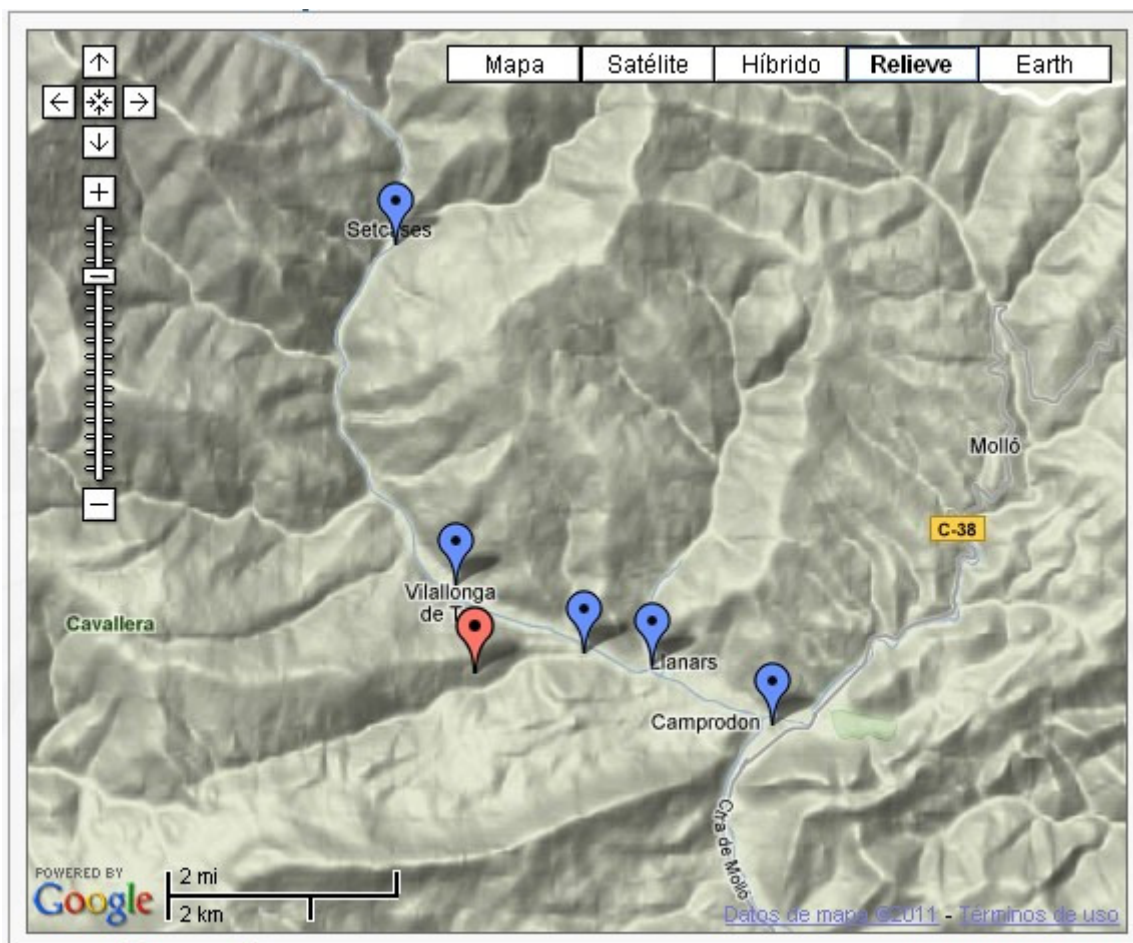 Mapa
Satélite
Híbrido
Relieve
Earth
Setcases
Molló
C-38
Vilallonga
de T
Cavallera
Llanars
Camprodon
Ctra de Molló
POWERED BY
Google
2 mi
2 km
Datos de mapa ©2011 - Términos de uso